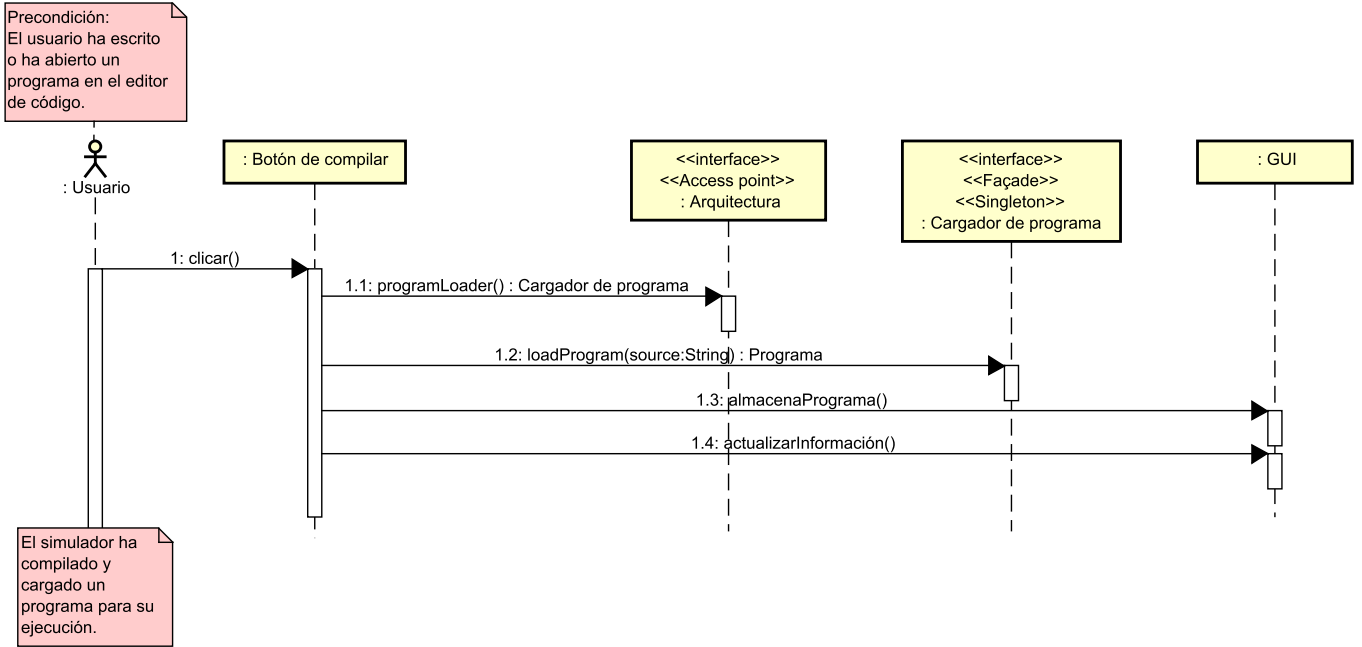 Precondición:
El usuario ha escrito
o ha abierto un
programa en el editor
de código.
: Usuario
: Botón de compilar
<<interface>>
<<Access point>>
: Arquitectura
<<interface>>
<<Façade>>
<<Singleton>>
: Cargador de programa
: GUI
1: clicar()
1.1: programLoader() : Cargador de programa
1.2: loadProgram(source:String) : Programa
1.3: almacenaPrograma()
1.4: actualizarInformación()
El simulador ha
compilado y
cargado un
programa para su
ejecución.